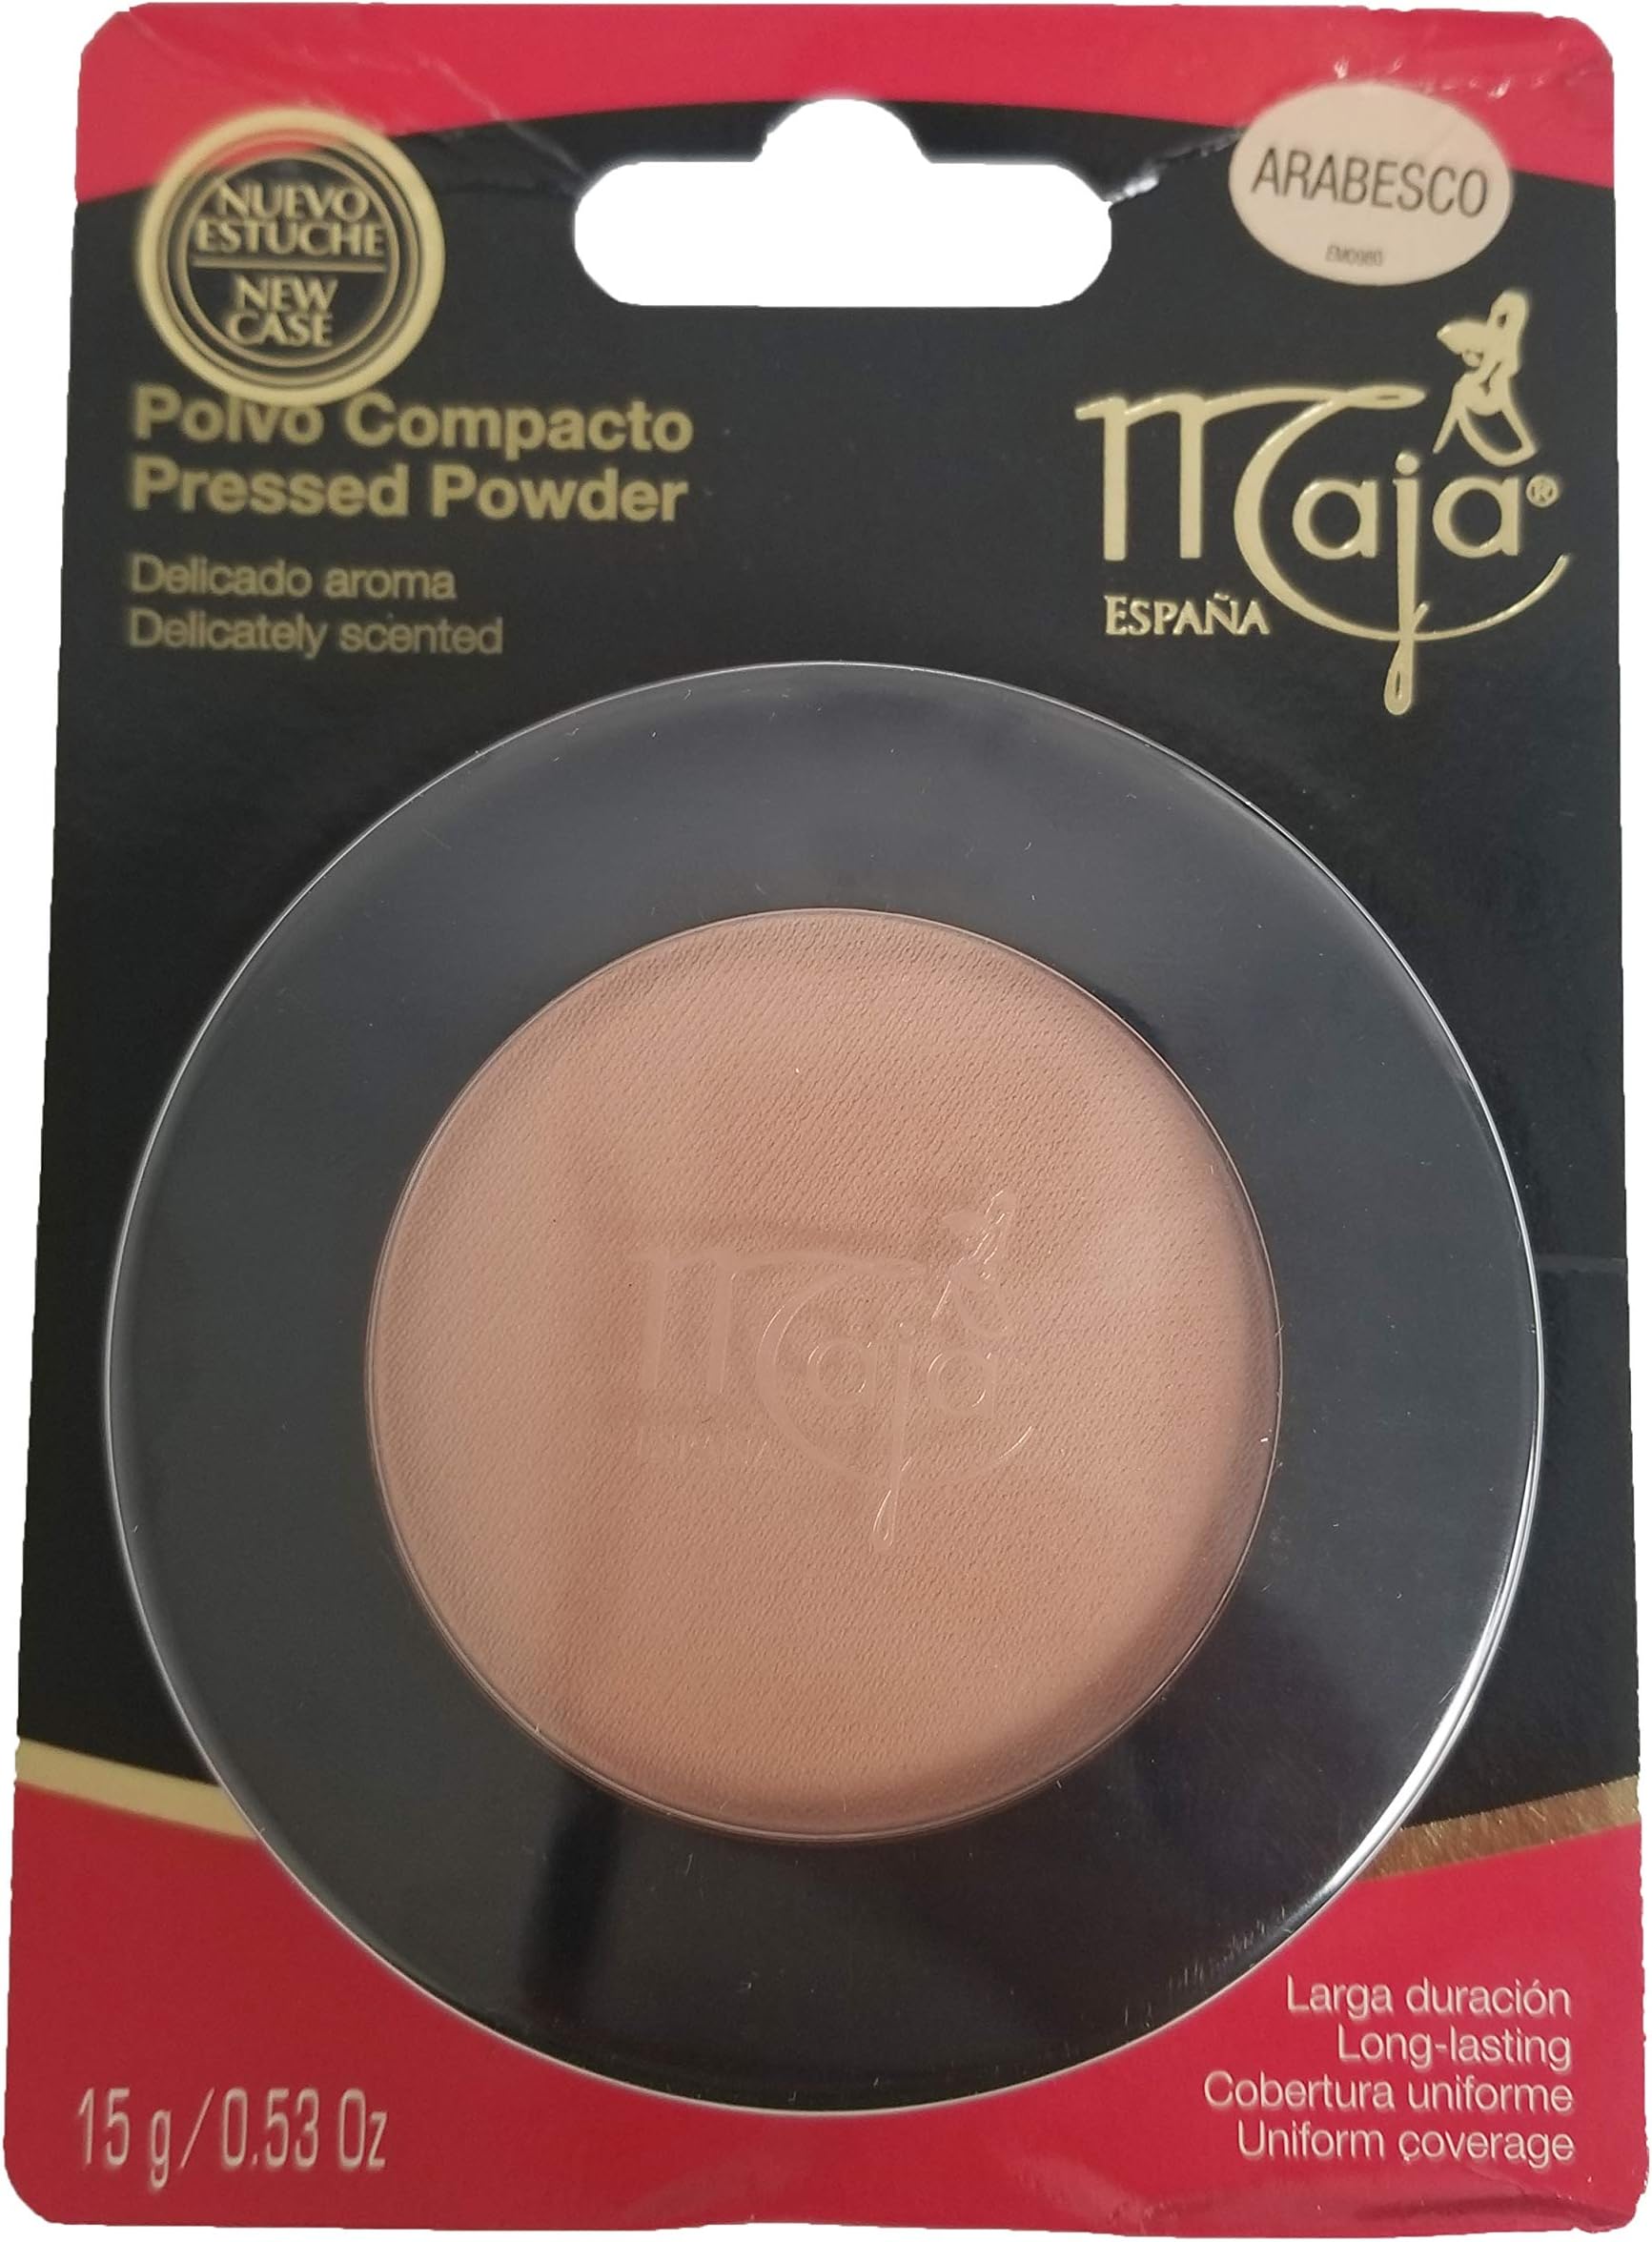 NUEVO
ESTUCHE
NEW
CASE
ARABESCO
EM0980
Polvo Compacto
Pressed Powder
Delicado aroma
Delicately scented
Maja®
ESPAÑA
Maja
Larga duración
Long-lasting
Cobertura uniforme
Uniform coverage
15 g/0.53 Oz